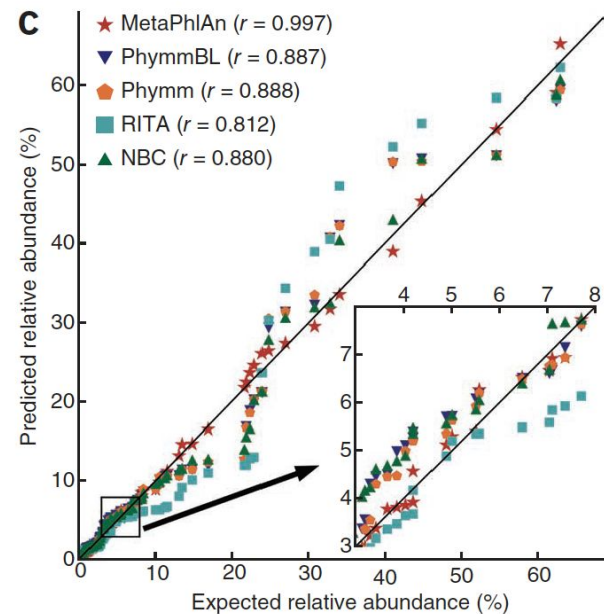 C
MetaPhlAn (r = 0.997)
PhymmBL (r = 0.887)
Phymm (r = 0.888)
RITA (r = 0.812)
NBC (r = 0.880)
Predicted relative abundance (%)
60
50
40
30
20
10
0
4 5 6 7 8
7
6
5
4
3
0 10 20 30 40 50 60
Expected relative abundance (%)